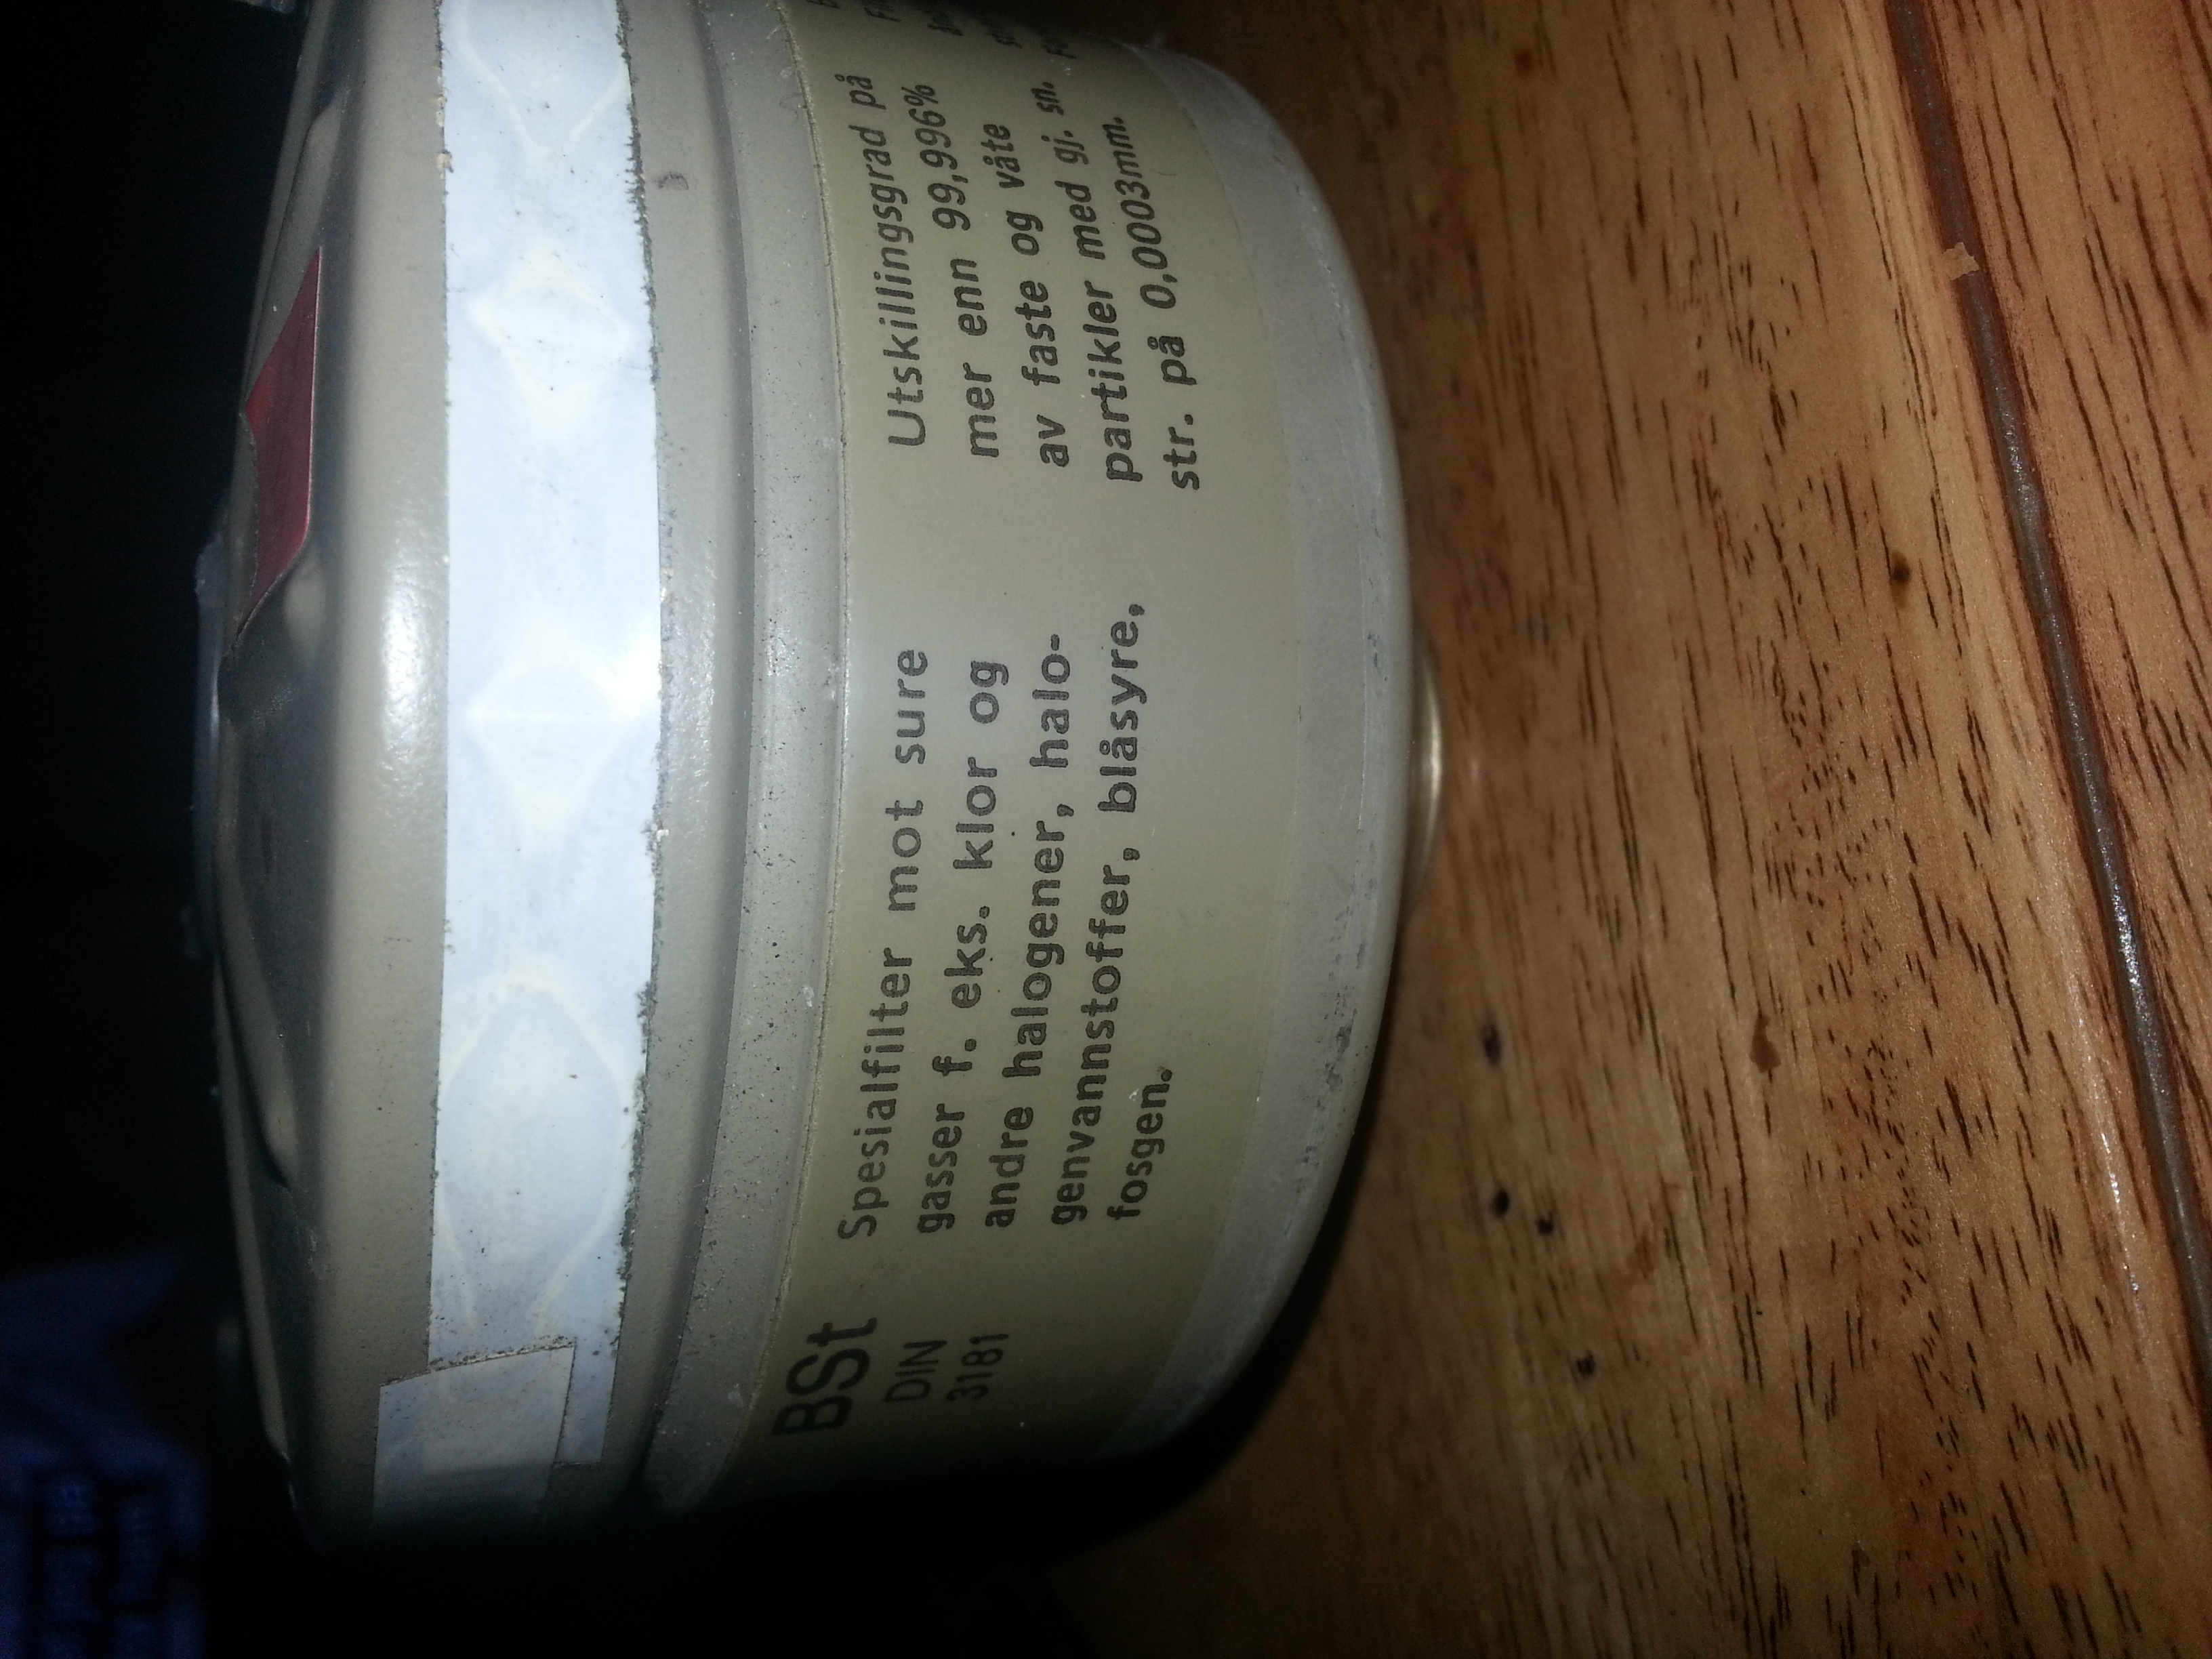 BSt
DIN
3181
Spesialfilter mot sure
gasser f. eks. klor og
andre halogener, halo-
genvannstoffer, blåsyre,
fosgen.
Utskillingsgrad på
mer enn 99,996%
av faste og våte
partikler med gj. sn.
str. på 0,0003mm.